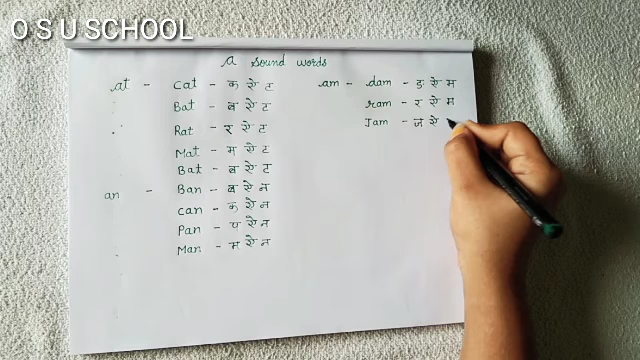 O S U SCHOOL
a sound words
at - cat - क ऐ ट
Bat - ब ऐ ट
Rat - र ऐ ट
Mat - म ऐ ट
Bat - ब ऐ ट
an - Ban - ब ऐ न
can - क ऐ न
Pan - प ऐ न
Man - म ऐ न
am - dam - ड ऐ म
ram - र ऐ म
Jam - ज ऐ